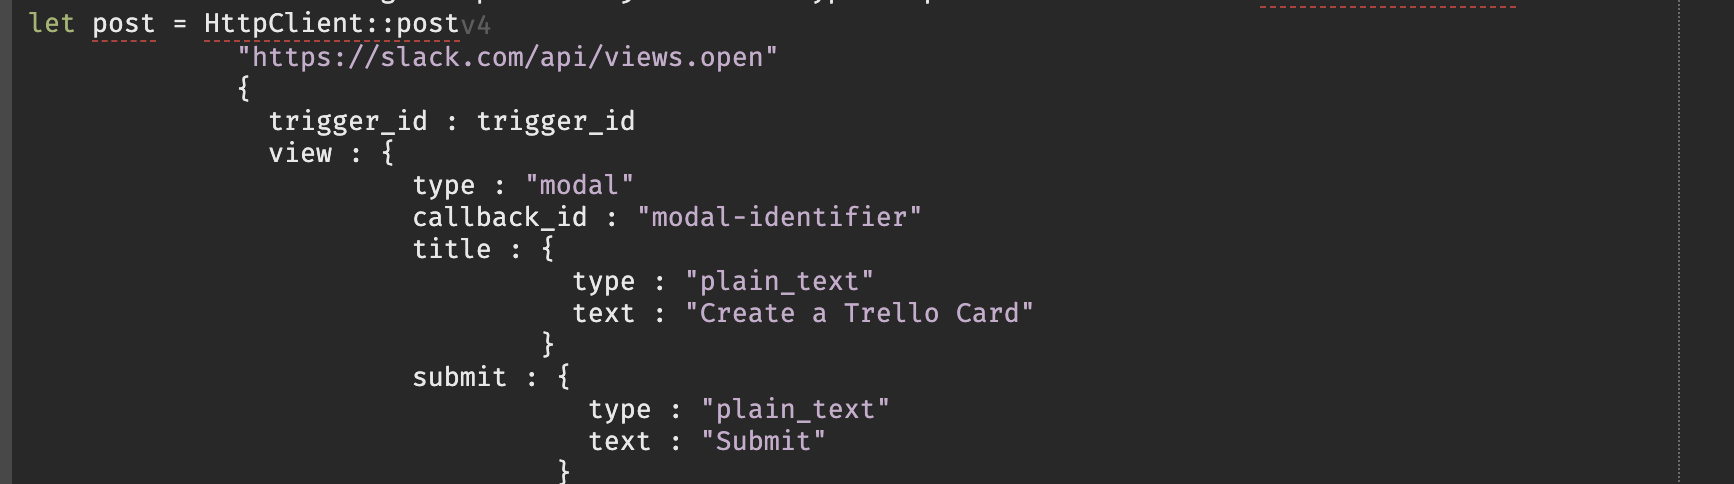 let post = HttpClient::postv4
"https://slack.com/api/views.open"
{
trigger_id : trigger_id
view : {
type : "modal"
callback_id : "modal-identifier"
title : {
type : "plain_text"
text : "Create a Trello Card"
}
submit : {
type : "plain_text"
text : "Submit"
}